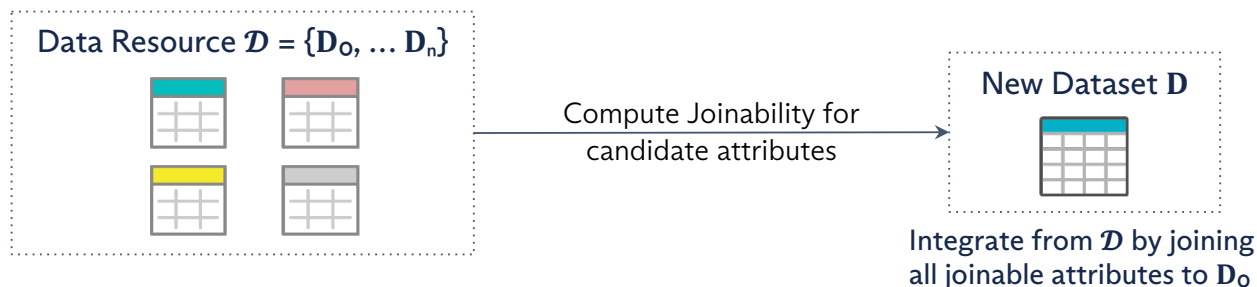 Data Resource 𝓓 = {𝐃₀, … 𝐃ₙ}
Compute Joinability for
candidate attributes
New Dataset 𝐃
Integrate from 𝓓 by joining
all joinable attributes to 𝐃₀